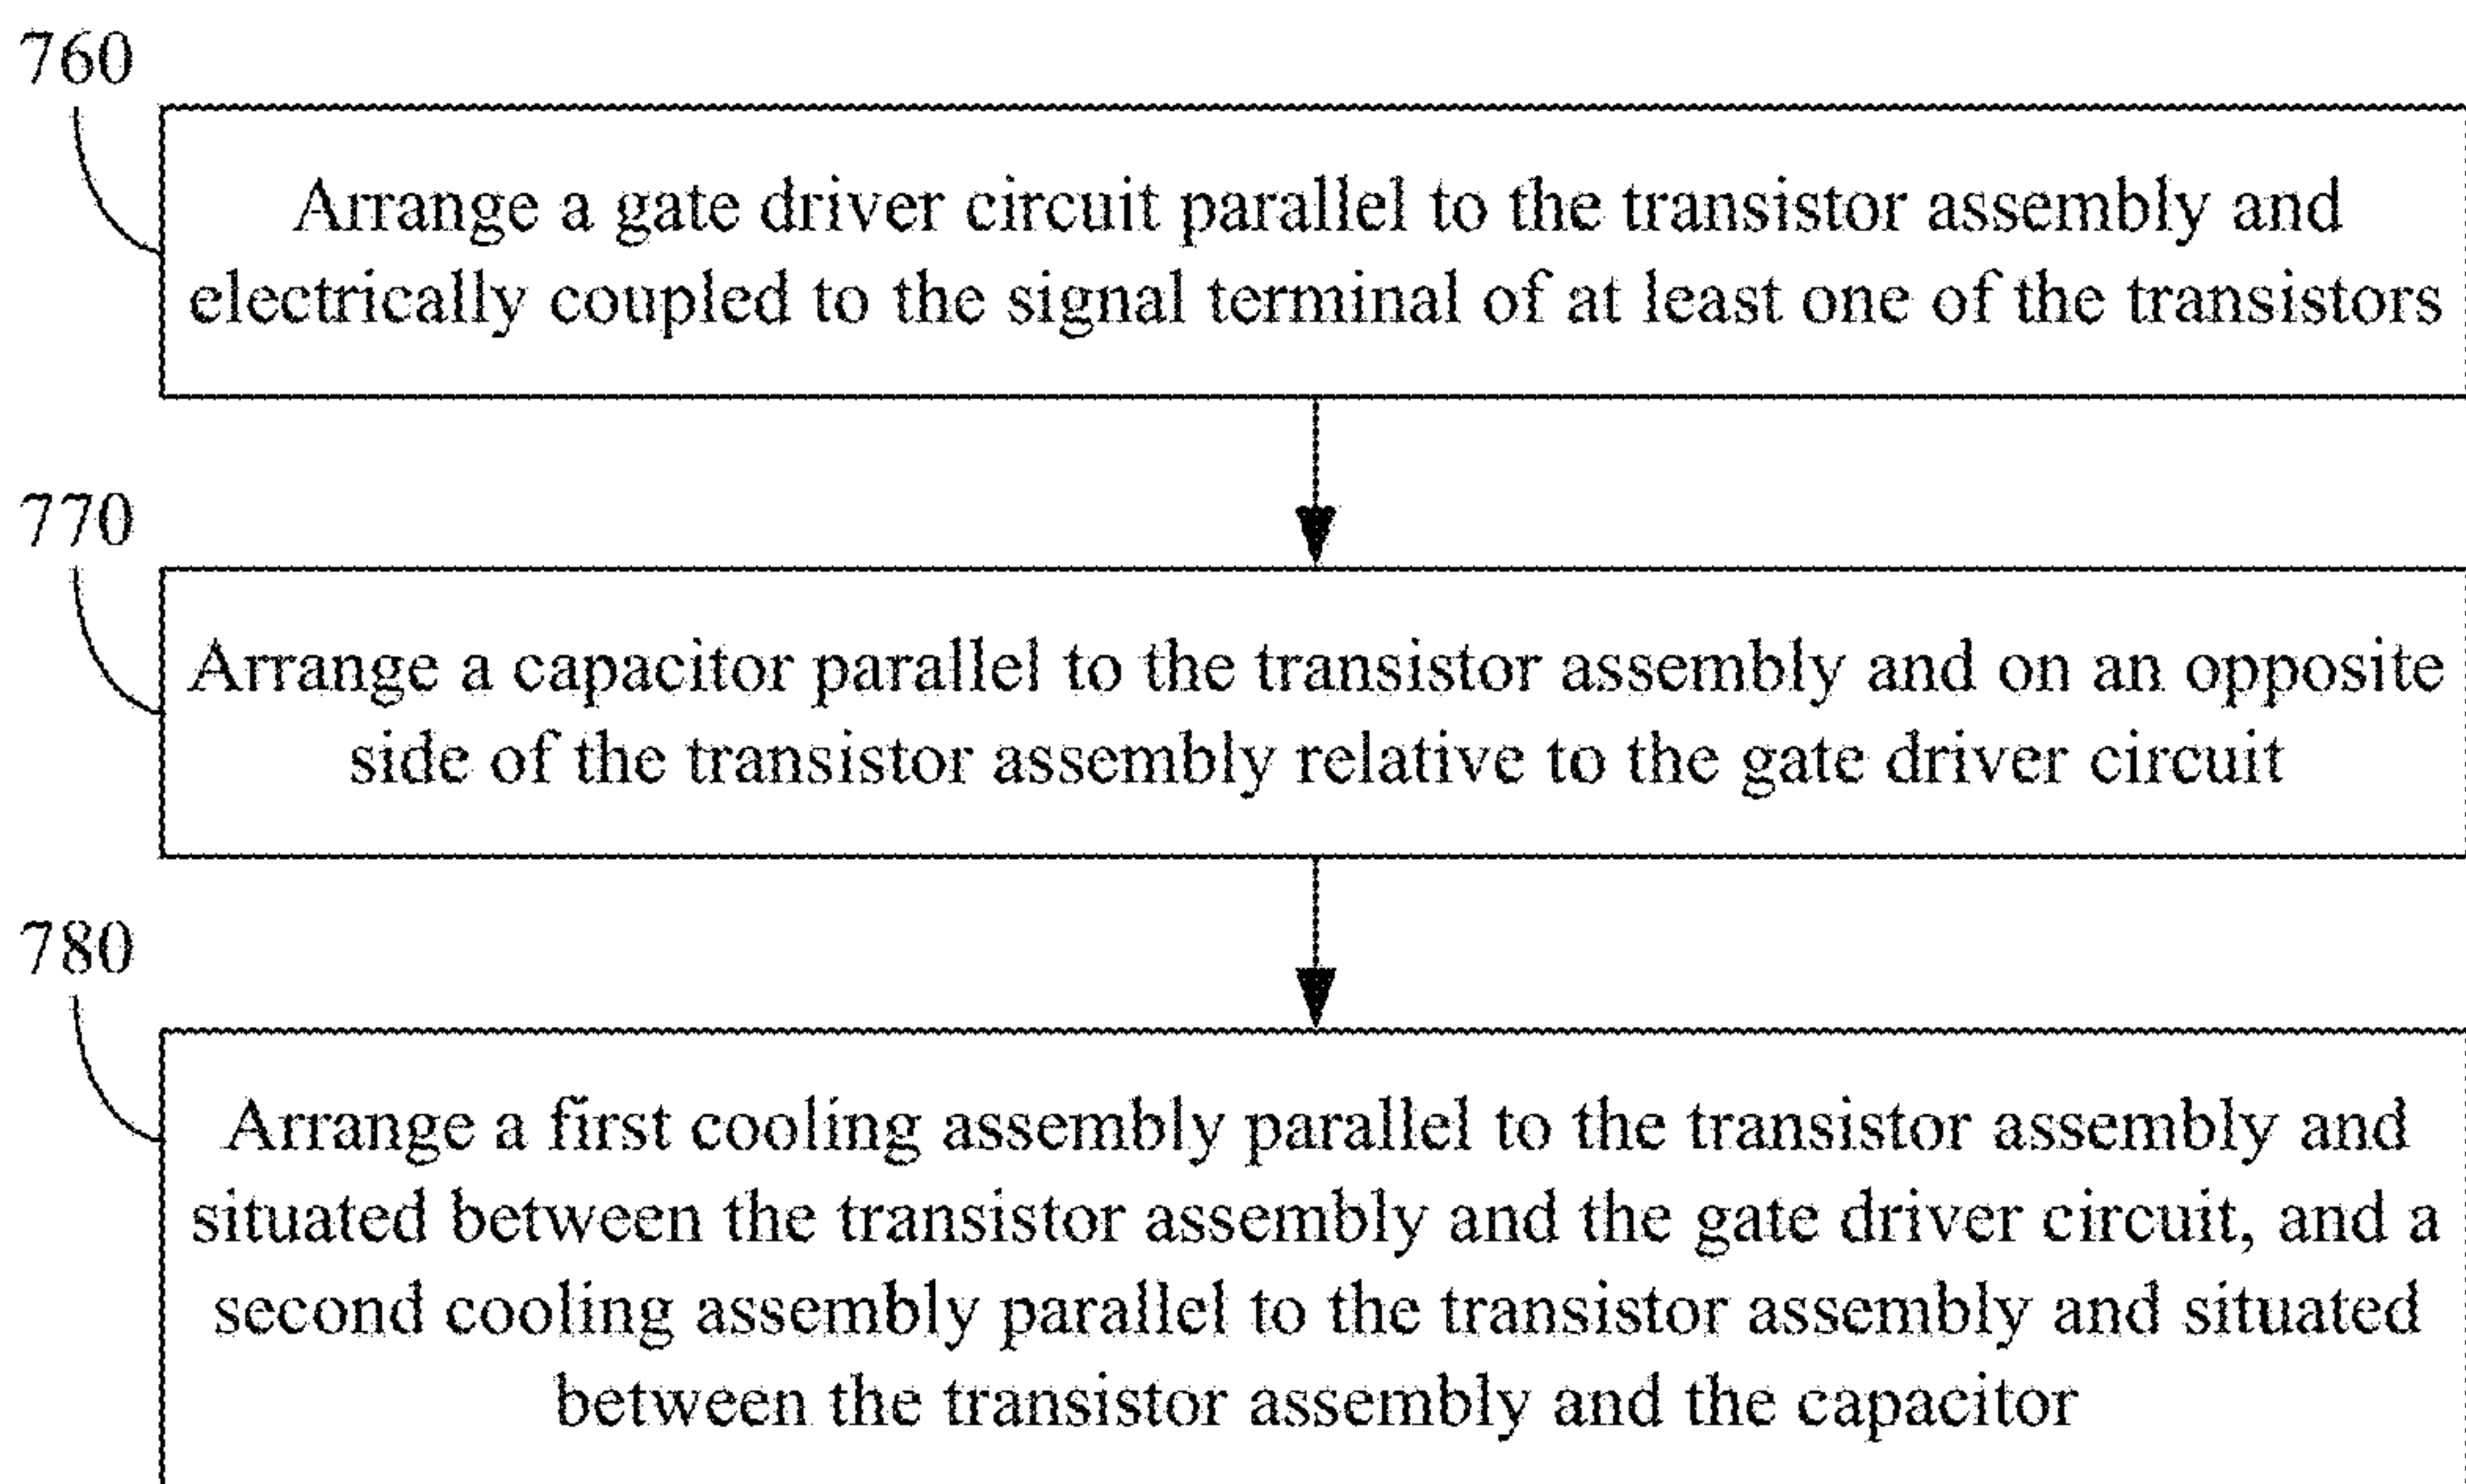 760
Arrange a gate driver circuit parallel to the transistor assembly and
electrically coupled to the signal terminal of at least one of the transistors
770
Arrange a capacitor parallel to the transistor assembly and on an opposite
side of the transistor assembly relative to the gate driver circuit
780
Arrange a first cooling assembly parallel to the transistor assembly and
situated between the transistor assembly and the gate driver circuit, and a
second cooling assembly parallel to the transistor assembly and situated
between the transistor assembly and the capacitor